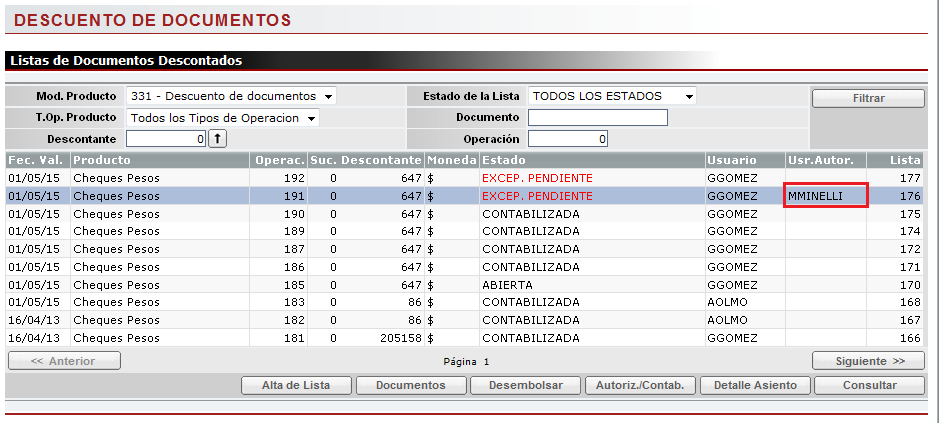 DESCUENTO DE DOCUMENTOS
Listas de Documentos Descontados
Mod. Producto 331 - Descuento de documentos Estado de la Lista TODOS LOS ESTADOS Filtrar
T.Op. Producto Todos los Tipos de Operacion Documento
Descontante 0 Operación 0
Fec. Val. Producto Operac. Suc. Descontante Moneda Estado Usuario Usr.Autor. Lista
01/05/15 Cheques Pesos 192 0 647 $ EXCEP. PENDIENTE GGOMEZ 177
01/05/15 Cheques Pesos 191 0 647 $ EXCEP. PENDIENTE GGOMEZ MMINELLI 176
01/05/15 Cheques Pesos 190 0 647 $ CONTABILIZADA GGOMEZ 175
01/05/15 Cheques Pesos 189 0 647 $ CONTABILIZADA GGOMEZ 174
01/05/15 Cheques Pesos 187 0 647 $ CONTABILIZADA GGOMEZ 172
01/05/15 Cheques Pesos 186 0 647 $ CONTABILIZADA GGOMEZ 171
01/05/15 Cheques Pesos 185 0 647 $ ABIERTA GGOMEZ 170
01/05/15 Cheques Pesos 183 0 86 $ CONTABILIZADA AOLMO 168
16/04/13 Cheques Pesos 182 0 86 $ CONTABILIZADA AOLMO 167
16/04/13 Cheques Pesos 181 0 205158 $ CONTABILIZADA GGOMEZ 166
<< Anterior Página 1 Siguiente >>
Alta de Lista Documentos Desembolsar Autoriz./Contab. Detalle Asiento Consultar